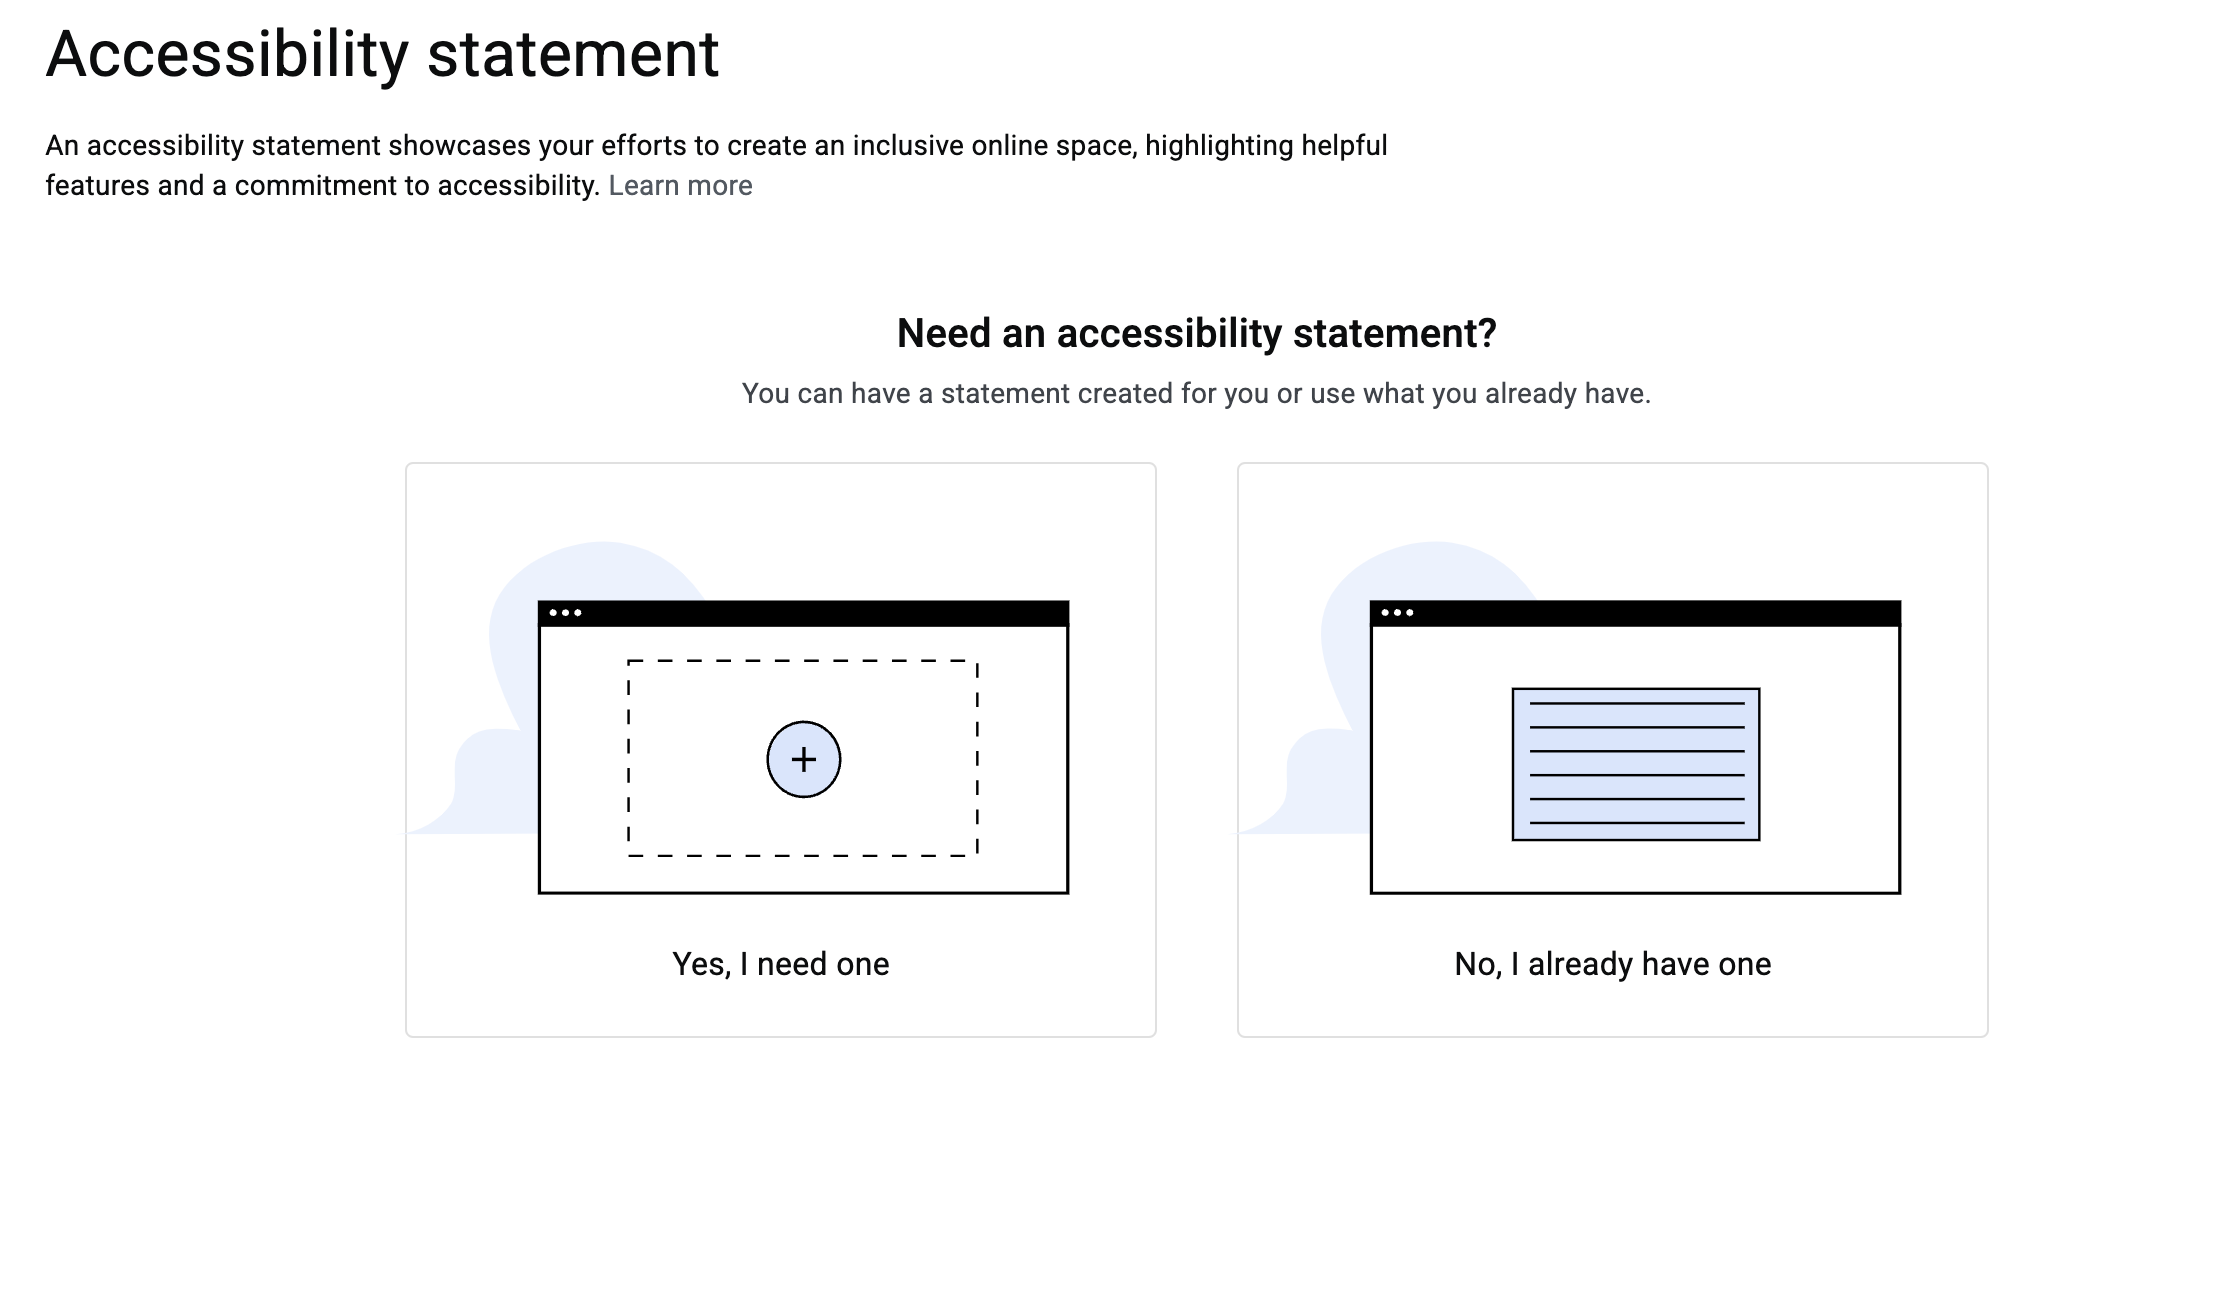 Accessibility statement
An accessibility statement showcases your efforts to create an inclusive online space, highlighting helpful
features and a commitment to accessibility. Learn more
Need an accessibility statement?
You can have a statement created for you or use what you already have.
Yes, I need one
No, I already have one